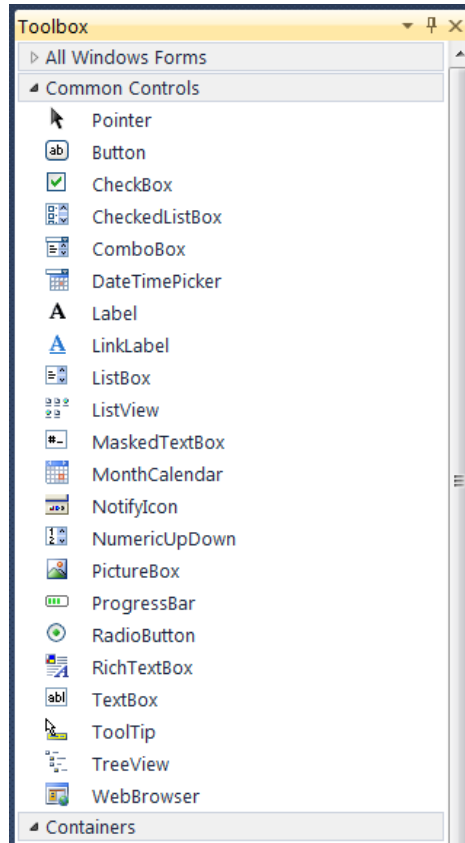 Toolbox
All Windows Forms
Common Controls
Pointer
Button
CheckBox
CheckedListBox
ComboBox
DateTimePicker
Label
LinkLabel
ListBox
ListView
MaskedTextBox
MonthCalendar
NotifyIcon
NumericUpDown
PictureBox
ProgressBar
RadioButton
RichTextBox
TextBox
ToolTip
TreeView
WebBrowser
Containers